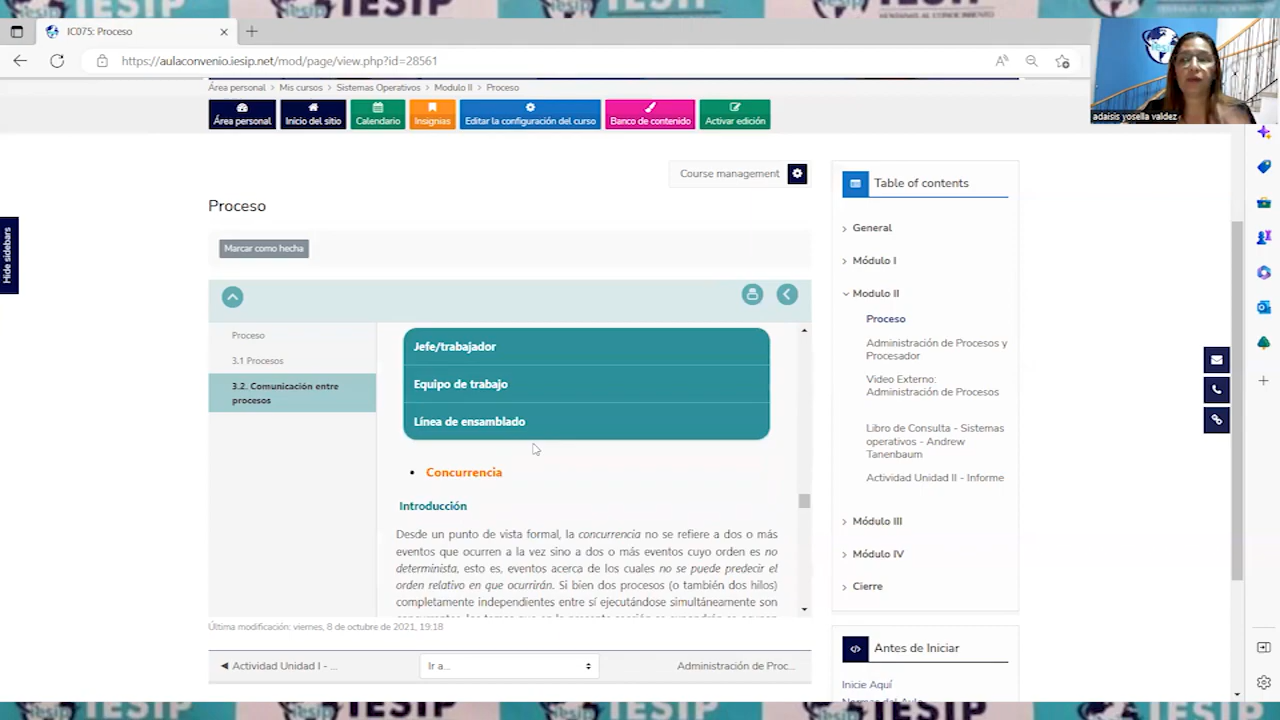 IESIP
IC075: Proceso
https://aulaconvenio.iesip.net/mod/page/view.php?id=28561
adaisis yosella valdez
Área personal
Mis cursos
Sistemas Operativos
Modulo II
Proceso
Área personal
Inicio del sitio
Calendario
Insignias
Editar la configuración del curso
Banco de contenido
Activar edición
Course management
Proceso
Marcar como hecha
Hide sidebars
Proceso
3.1 Procesos
3.2. Comunicación entre
procesos
Jefe/trabajador
Equipo de trabajo
Línea de ensamblado
• Concurrencia
Introducción
Desde un punto de vista formal, la concurrencia no se refiere a dos o más
eventos que ocurren a la vez sino a dos o más eventos cuyo orden es no
determinista, esto es, eventos acerca de los cuales no se puede predecir el
orden relativo en que ocurrirán. Si bien dos procesos (o también dos hilos)
completamente independientes entre sí ejecutándose simultáneamente son
Última modificación: viernes, 8 de octubre de 2021, 19:18
◀ Actividad Unidad I - ...
Ir a...
Administración de Proc...
Table of contents
General
Módulo I
Modulo II
Proceso
Administración de Procesos y
Procesador
Video Externo:
Administración de Procesos
Libro de Consulta - Sistemas
operativos - Andrew
Tanenbaum
Actividad Unidad II - Informe
Módulo III
Módulo IV
Cierre
Antes de Iniciar
Inicie Aquí